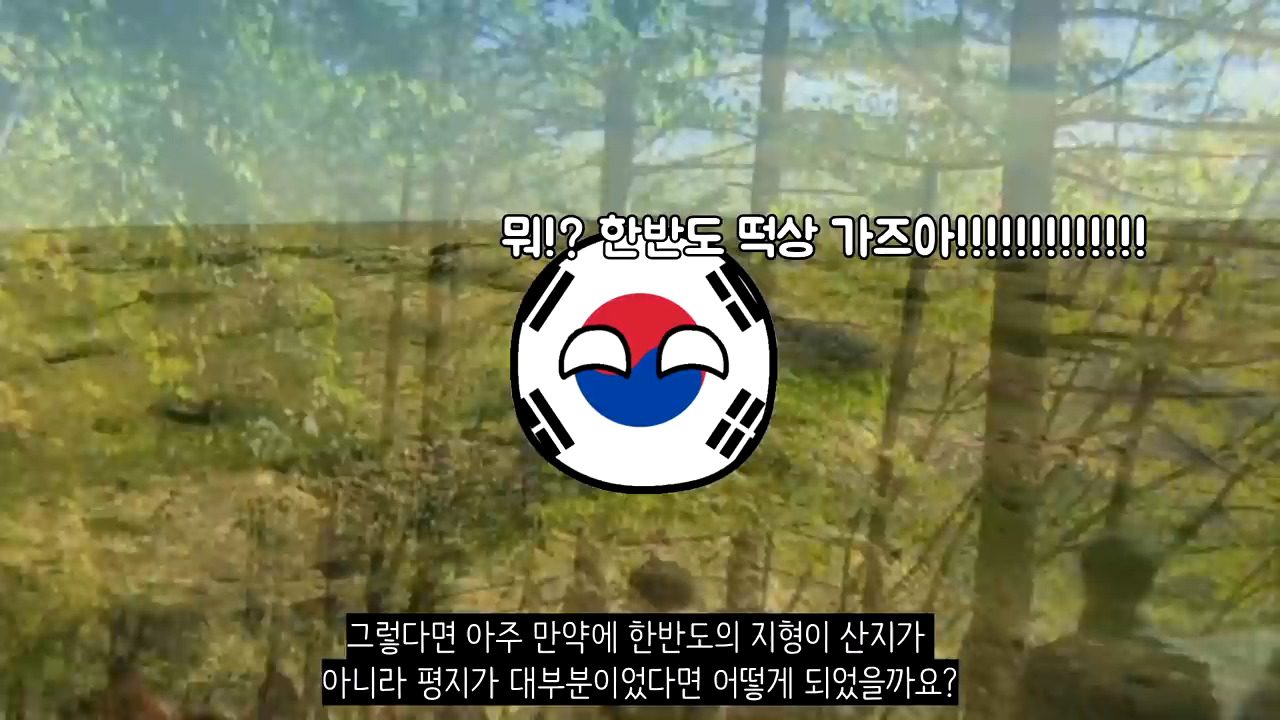 뭐!? 한반도 떡상 가즈아!!!!!!!!!!!!!
그렇다면 아주 만약에 한반도의 지형이 산지가
아니라 평지가 대부분이었다면 어떻게 되었을까요?